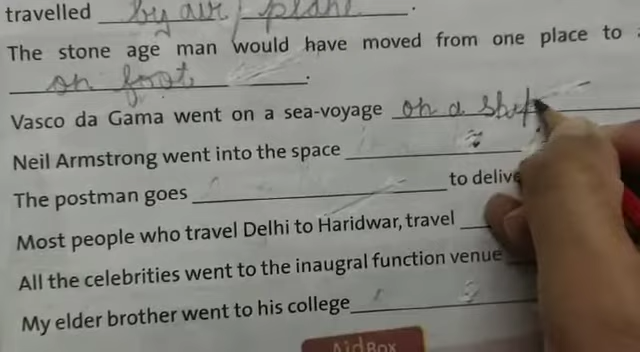 travelled by air/plane.
The stone age man would have moved from one place to
on foot.
Vasco da Gama went on a sea-voyage on a ship
Neil Armstrong went into the space
The postman goes to delive
Most people who travel Delhi to Haridwar, travel
All the celebrities went to the inaugral function venue
My elder brother went to his college
AidBox